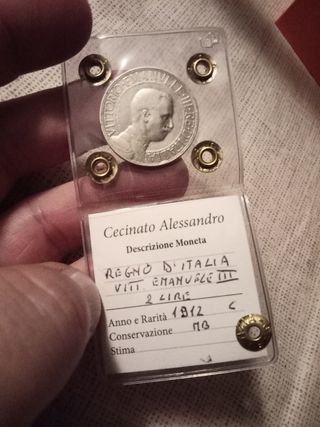 VITTORIO EMANUELE III RE D'ITALIA
Cecinato Alessandro
Descrizione Moneta
REGNO D'ITALIA
VIII. EMANUELE III
2 LIRE
Anno e Rarità 1912 C
Conservazione MB
Stima